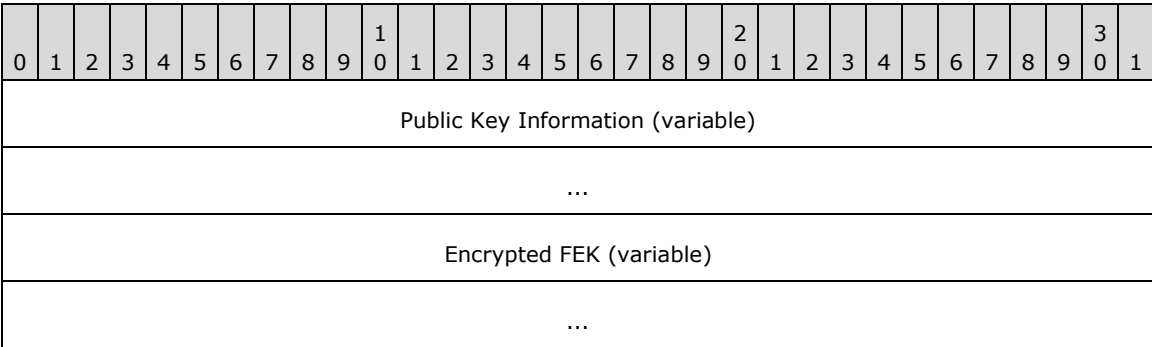 0 1 2 3 4 5 6 7 8 9 1 0 1 2 3 4 5 6 7 8 9 2 0 1 2 3 4 5 6 7 8 9 3 0 1
Public Key Information (variable)
...
Encrypted FEK (variable)
...